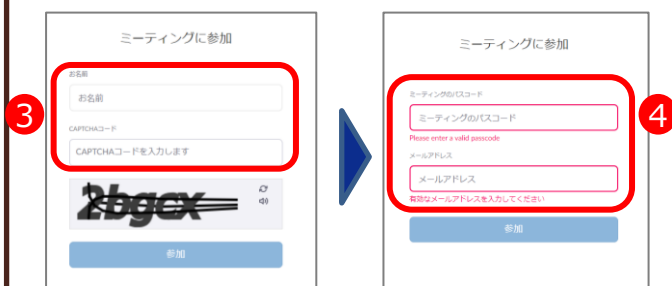 ミーティングに参加
お名前
お名前
CAPTCHAコード
CAPTCHAコードを入力します
2bgcx
参加
3
ミーティングに参加
ミーティングのパスコード
ミーティングのパスコード
Please enter a valid passcode
メールアドレス
メールアドレス
有効なメールアドレスを入力してください
参加
4